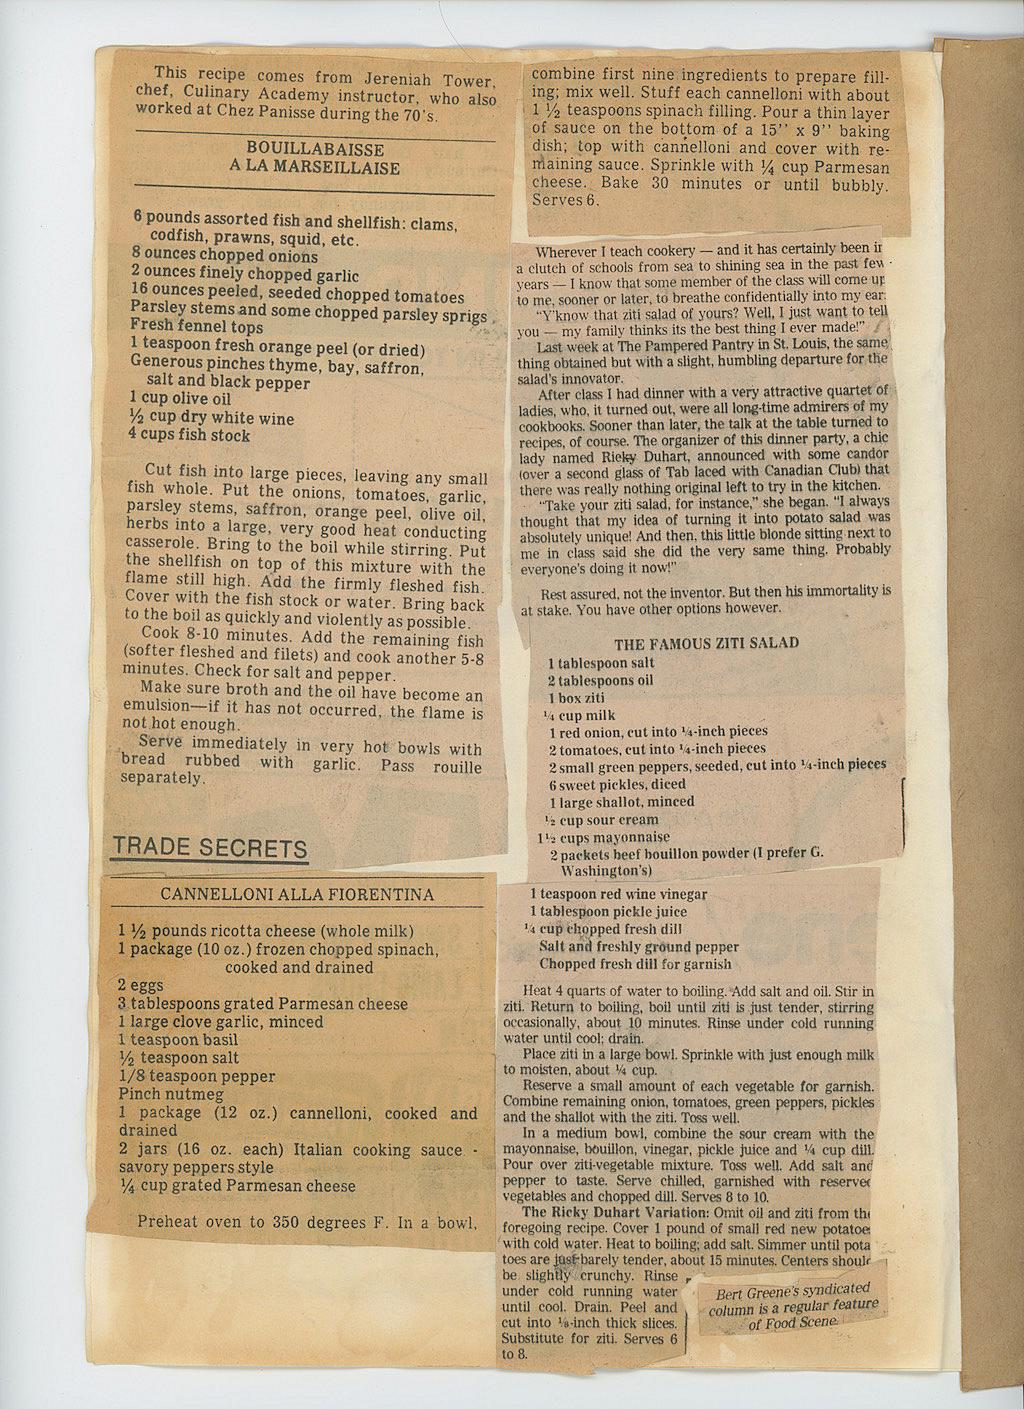 This recipe comes from Jereniah Tower,
chef, Culinary Academy instructor, who also
worked at Chez Panisse during the 70's.
BOUILLABAISSE
A LA MARSEILLAISE
6 pounds assorted fish and shellfish: clams,
codfish, prawns, squid, etc.
8 ounces chopped onions
2 ounces finely chopped garlic
16 ounces peeled, seeded chopped tomatoes
Parsley stems and some chopped parsley sprigs
Fresh fennel tops
1 teaspoon fresh orange peel (or dried)
Generous pinches thyme, bay, saffron,
salt and black pepper
1 cup olive oil
½ cup dry white wine
4 cups fish stock
Cut fish into large pieces, leaving any small
fish whole. Put the onions, tomatoes, garlic,
parsley stems, saffron, orange peel, olive oil,
herbs into a large, very good heat conducting
casserole. Bring to the boil while stirring. Put
the shellfish on top of this mixture with the
flame still high. Add the firmly fleshed fish.
Cover with the fish stock or water. Bring back
to the boil as quickly and violently as possible.
Cook 8-10 minutes. Add the remaining fish
(softer fleshed and filets) and cook another 5-8
minutes. Check for salt and pepper.
Make sure broth and the oil have become an
emulsion—if it has not occurred, the flame is
not hot enough.
Serve immediately in very hot bowls with
bread rubbed with garlic. Pass rouille
separately.
TRADE SECRETS
CANNELLONI ALLA FIORENTINA
1 ½ pounds ricotta cheese (whole milk)
1 package (10 oz.) frozen chopped spinach,
cooked and drained
2 eggs
3 tablespoons grated Parmesan cheese
1 large clove garlic, minced
1 teaspoon basil
½ teaspoon salt
1/8 teaspoon pepper
Pinch nutmeg
1 package (12 oz.) cannelloni, cooked and
drained
2 jars (16 oz. each) Italian cooking sauce -
savory peppers style
¼ cup grated Parmesan cheese
Preheat oven to 350 degrees F. In a bowl,
combine first nine ingredients to prepare fill-
ing; mix well. Stuff each cannelloni with about
1 ½ teaspoons spinach filling. Pour a thin layer
of sauce on the bottom of a 15" x 9" baking
dish; top with cannelloni and cover with re-
maining sauce. Sprinkle with ¼ cup Parmesan
cheese. Bake 30 minutes or until bubbly.
Serves 6.
Wherever I teach cookery — and it has certainly been in
a clutch of schools from sea to shining sea in the past few
years — I know that some member of the class will come up
to me, sooner or later, to breathe confidentially into my ear:
"Y'know that ziti salad of yours? Well, I just want to tell
you — my family thinks its the best thing I ever made!"
Last week at The Pampered Pantry in St. Louis, the same
thing obtained but with a slight, humbling departure for the
salad's innovator.
After class I had dinner with a very attractive quartet of
ladies, who, it turned out, were all long-time admirers of my
cookbooks. Sooner than later, the talk at the table turned to
recipes, of course. The organizer of this dinner party, a chic
lady named Ricky Duhart, announced with some candor
(over a second glass of Tab laced with Canadian Club) that
there was really nothing original left to try in the kitchen.
"Take your ziti salad, for instance," she began. "I always
thought that my idea of turning it into potato salad was
absolutely unique! And then, this little blonde sitting next to
me in class said she did the very same thing. Probably
everyone's doing it now!"
Rest assured, not the inventor. But then his immortality is
at stake. You have other options however.
THE FAMOUS ZITI SALAD
1 tablespoon salt
2 tablespoons oil
1 box ziti
¼ cup milk
1 red onion, cut into ¼-inch pieces
2 tomatoes, cut into ¼-inch pieces
2 small green peppers, seeded, cut into ¼-inch pieces
6 sweet pickles, diced
1 large shallot, minced
½ cup sour cream
1½ cups mayonnaise
2 packets beef bouillon powder (I prefer G.
Washington's)
1 teaspoon red wine vinegar
1 tablespoon pickle juice
¼ cup chopped fresh dill
Salt and freshly ground pepper
Chopped fresh dill for garnish
Heat 4 quarts of water to boiling. Add salt and oil. Stir in
ziti. Return to boiling, boil until ziti is just tender, stirring
occasionally, about 10 minutes. Rinse under cold running
water until cool; drain.
Place ziti in a large bowl. Sprinkle with just enough milk
to moisten, about ¼ cup.
Reserve a small amount of each vegetable for garnish.
Combine remaining onion, tomatoes, green peppers, pickles
and the shallot with the ziti. Toss well.
In a medium bowl, combine the sour cream with the
mayonnaise, bouillon, vinegar, pickle juice and ¼ cup dill.
Pour over ziti-vegetable mixture. Toss well. Add salt and
pepper to taste. Serve chilled, garnished with reserved
vegetables and chopped dill. Serves 8 to 10.
The Ricky Duhart Variation: Omit oil and ziti from the
foregoing recipe. Cover 1 pound of small red new potatoes
with cold water. Heat to boiling; add salt. Simmer until pota
toes are just barely tender, about 15 minutes. Centers should
be slightly crunchy. Rinse
under cold running water
until cool. Drain. Peel and
cut into ⅛-inch thick slices.
Substitute for ziti. Serves 6
to 8.
Bert Greene's syndicated
column is a regular feature
of Food Scene.